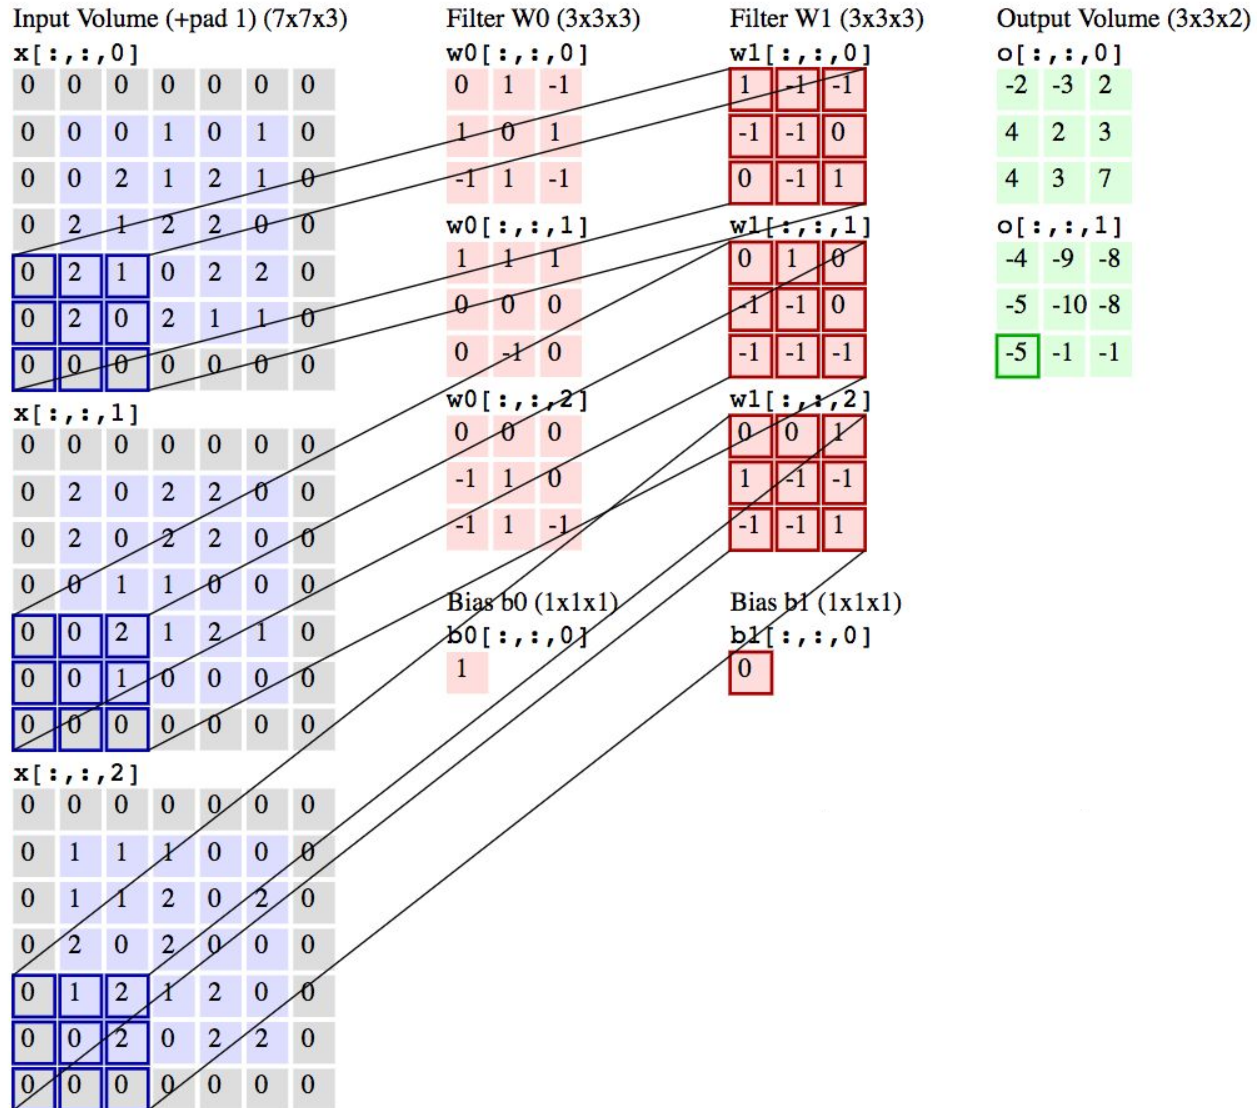 Input Volume (+pad 1) (7x7x3)
x[:,:,0]
0 0 0 0 0 0 0
0 0 0 1 0 1 0
0 0 2 1 2 1 0
0 2 1 2 2 0 0
0 2 1 0 2 2 0
0 2 0 2 1 1 0
0 0 0 0 0 0 0
x[:,:,1]
0 0 0 0 0 0 0
0 2 0 2 2 0 0
0 2 0 2 2 0 0
0 0 1 1 0 0 0
0 0 2 1 2 1 0
0 0 1 0 0 0 0
0 0 0 0 0 0 0
x[:,:,2]
0 0 0 0 0 0 0
0 1 1 1 0 0 0
0 1 1 2 0 2 0
0 2 0 2 0 0 0
0 1 2 1 2 0 0
0 0 2 0 2 2 0
0 0 0 0 0 0 0
Filter W0 (3x3x3)
w0[:,:,0]
0 1 -1
1 0 1
-1 1 -1
w0[:,:,1]
1 1 1
0 0 0
0 -1 0
w0[:,:,2]
0 0 0
-1 1 0
-1 1 -1
Bias b0 (1x1x1)
b0[:,:,0]
1
Filter W1 (3x3x3)
w1[:,:,0]
1 -1 -1
-1 -1 0
0 -1 1
w1[:,:,1]
0 1 0
-1 -1 0
-1 -1 -1
w1[:,:,2]
0 0 1
1 -1 -1
-1 -1 1
Bias b1 (1x1x1)
b1[:,:,0]
0
Output Volume (3x3x2)
o[:,:,0]
-2 -3 2
4 2 3
4 3 7
o[:,:,1]
-4 -9 -8
-5 -10 -8
-5 -1 -1